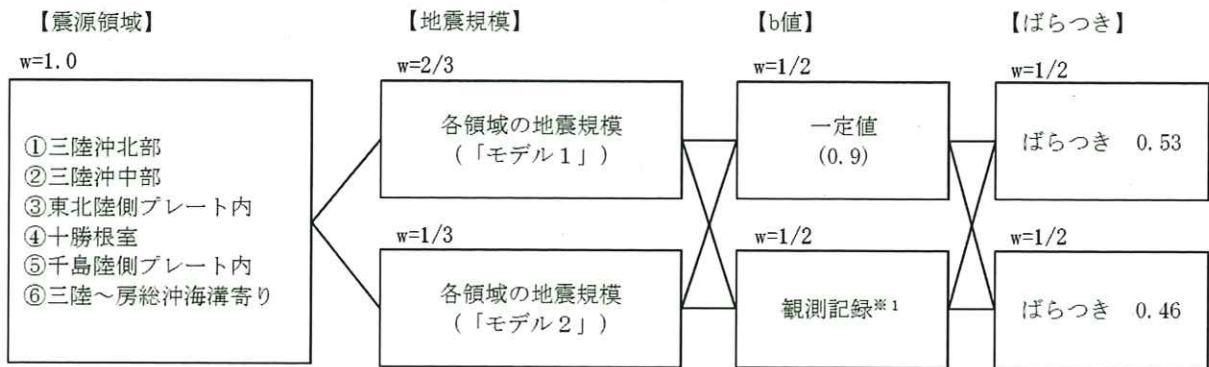 【震源領域】
w=1.0
①三陸沖北部
②三陸沖中部
③東北陸側プレート内
④十勝根室
⑤千島陸側プレート内
⑥三陸～房総沖海溝寄り
【地震規模】
w=2/3
各領域の地震規模
(「モデル1」)
w=1/3
各領域の地震規模
(「モデル2」)
【b値】
w=1/2
一定値
(0.9)
w=1/2
観測記録※1
【ばらつき】
w=1/2
ばらつき 0.53
w=1/2
ばらつき 0.46